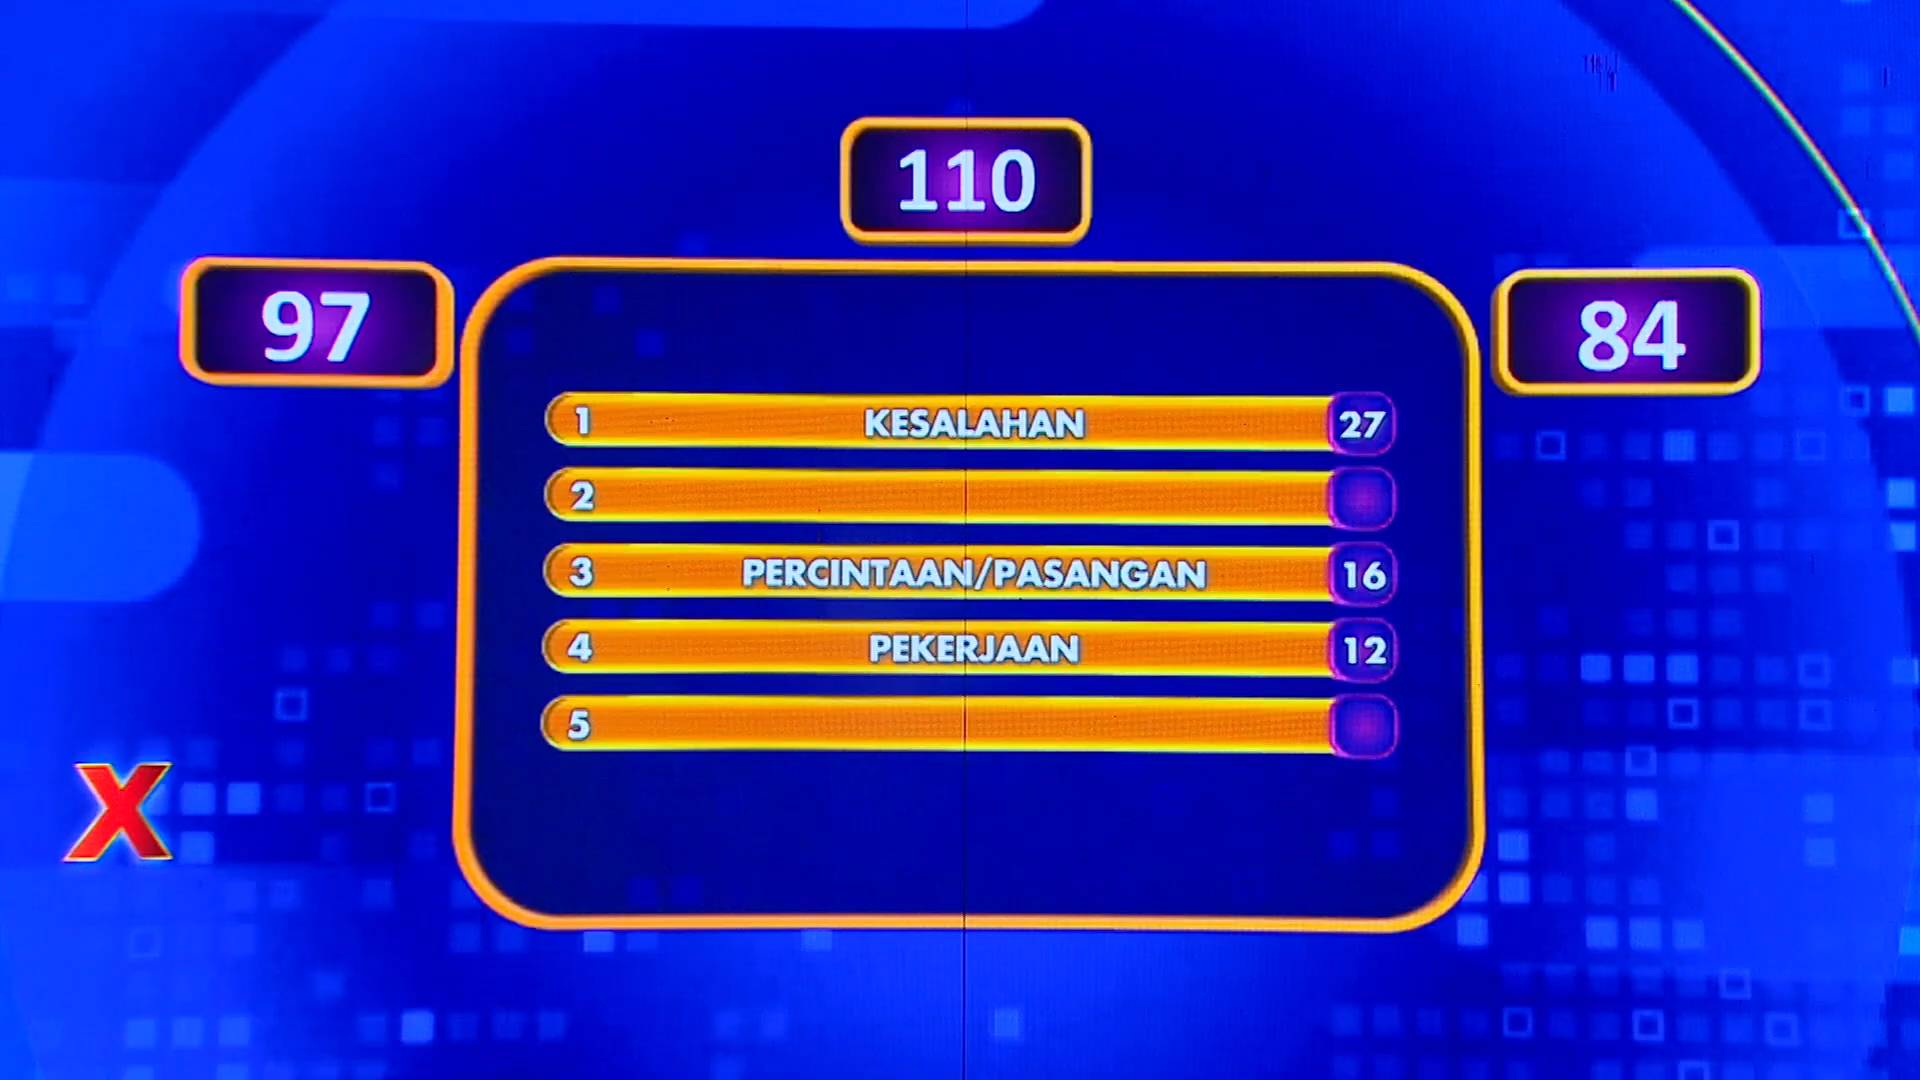 110
97
84
1 KESALAHAN 27
2
3 PERCINTAAN/PASANGAN 16
4 PEKERJAAN 12
5
X